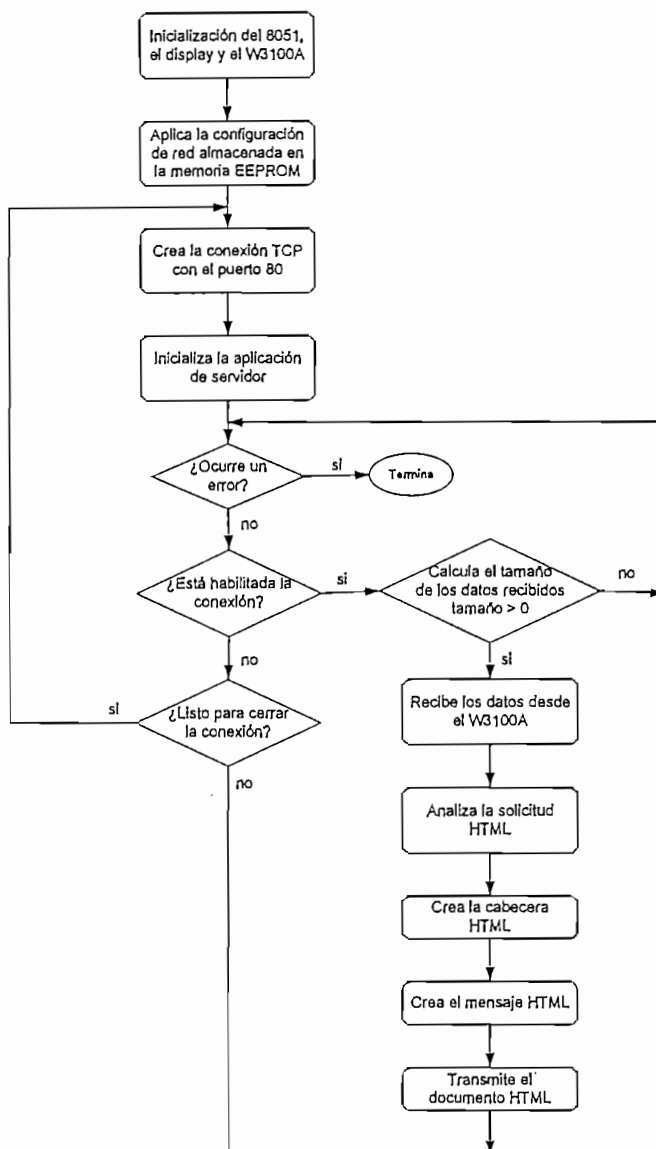 Inicialización del 8051,
el display y el W3100A
Aplica la configuración
de red almacenada en
la memoria EEPROM
Crea la conexión TCP
con el puerto 80
Inicializa la aplicación
de servidor
¿Ocurre un
error?
si
Termina
no
¿Está habilitada la
conexión?
si
Calcula el tamaño
de los datos recibidos
tamaño > 0
no
no
si
¿Listo para cerrar
la conexión?
si
no
Recibe los datos desde
el W3100A
Analiza la solicitud
HTML
Crea la cabecera
HTML
Crea el mensaje HTML
Transmite el
documento HTML